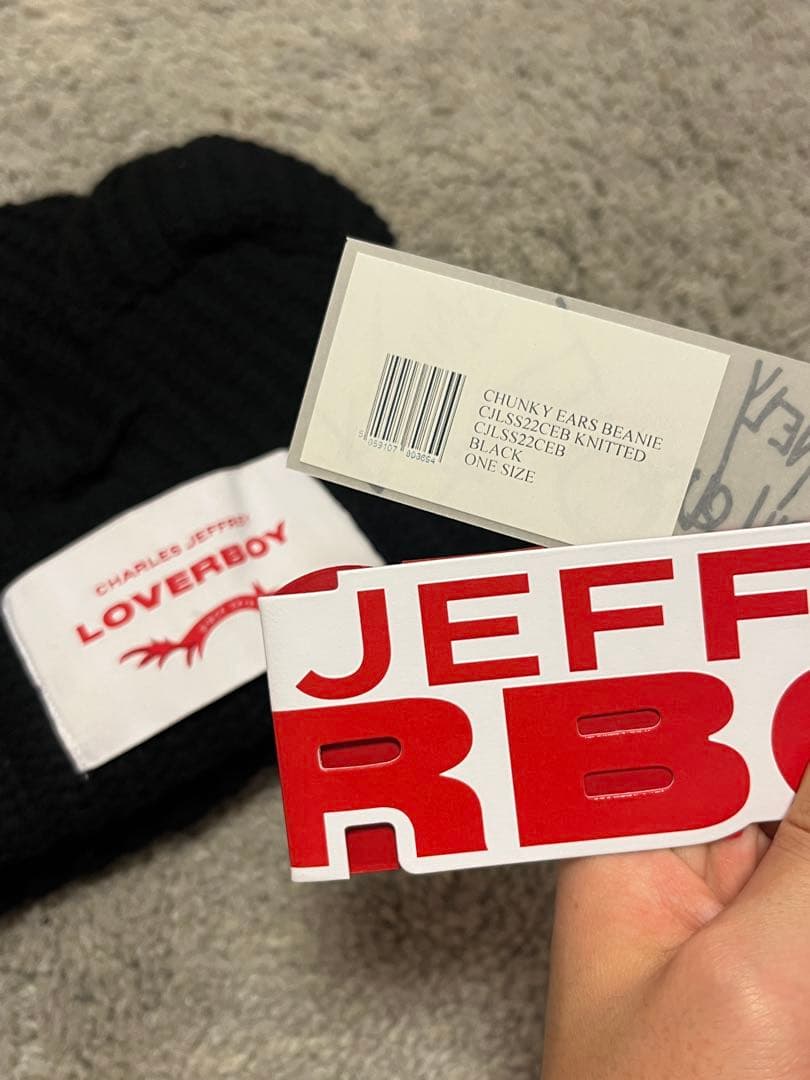 CHUNKY EARS BEANIE
CJLSS22CEB KNITTED
CJLSS22CEB
BLACK
ONE SIZE
CHARLES JEFFREY
LOVERBOY
JEFF
RBO